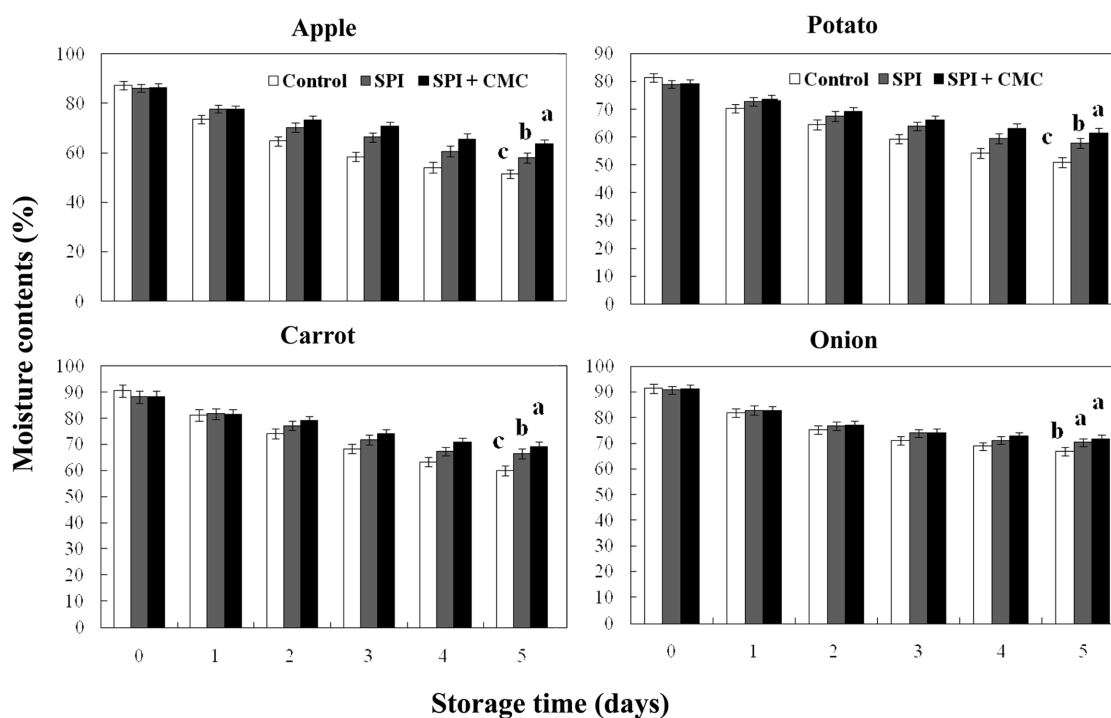 Apple
Potato
Moisture contents (%)
100
80
60
40
20
0
Control SPI SPI + CMC
c b a
90
80
70
60
50
40
30
20
10
0
Control SPI SPI + CMC
c b a
Carrot
Onion
100
90
80
70
60
50
40
30
20
10
0
c b a
0 1 2 3 4 5
100
90
80
70
60
50
40
30
20
10
0
b a a
0 1 2 3 4 5
Storage time (days)